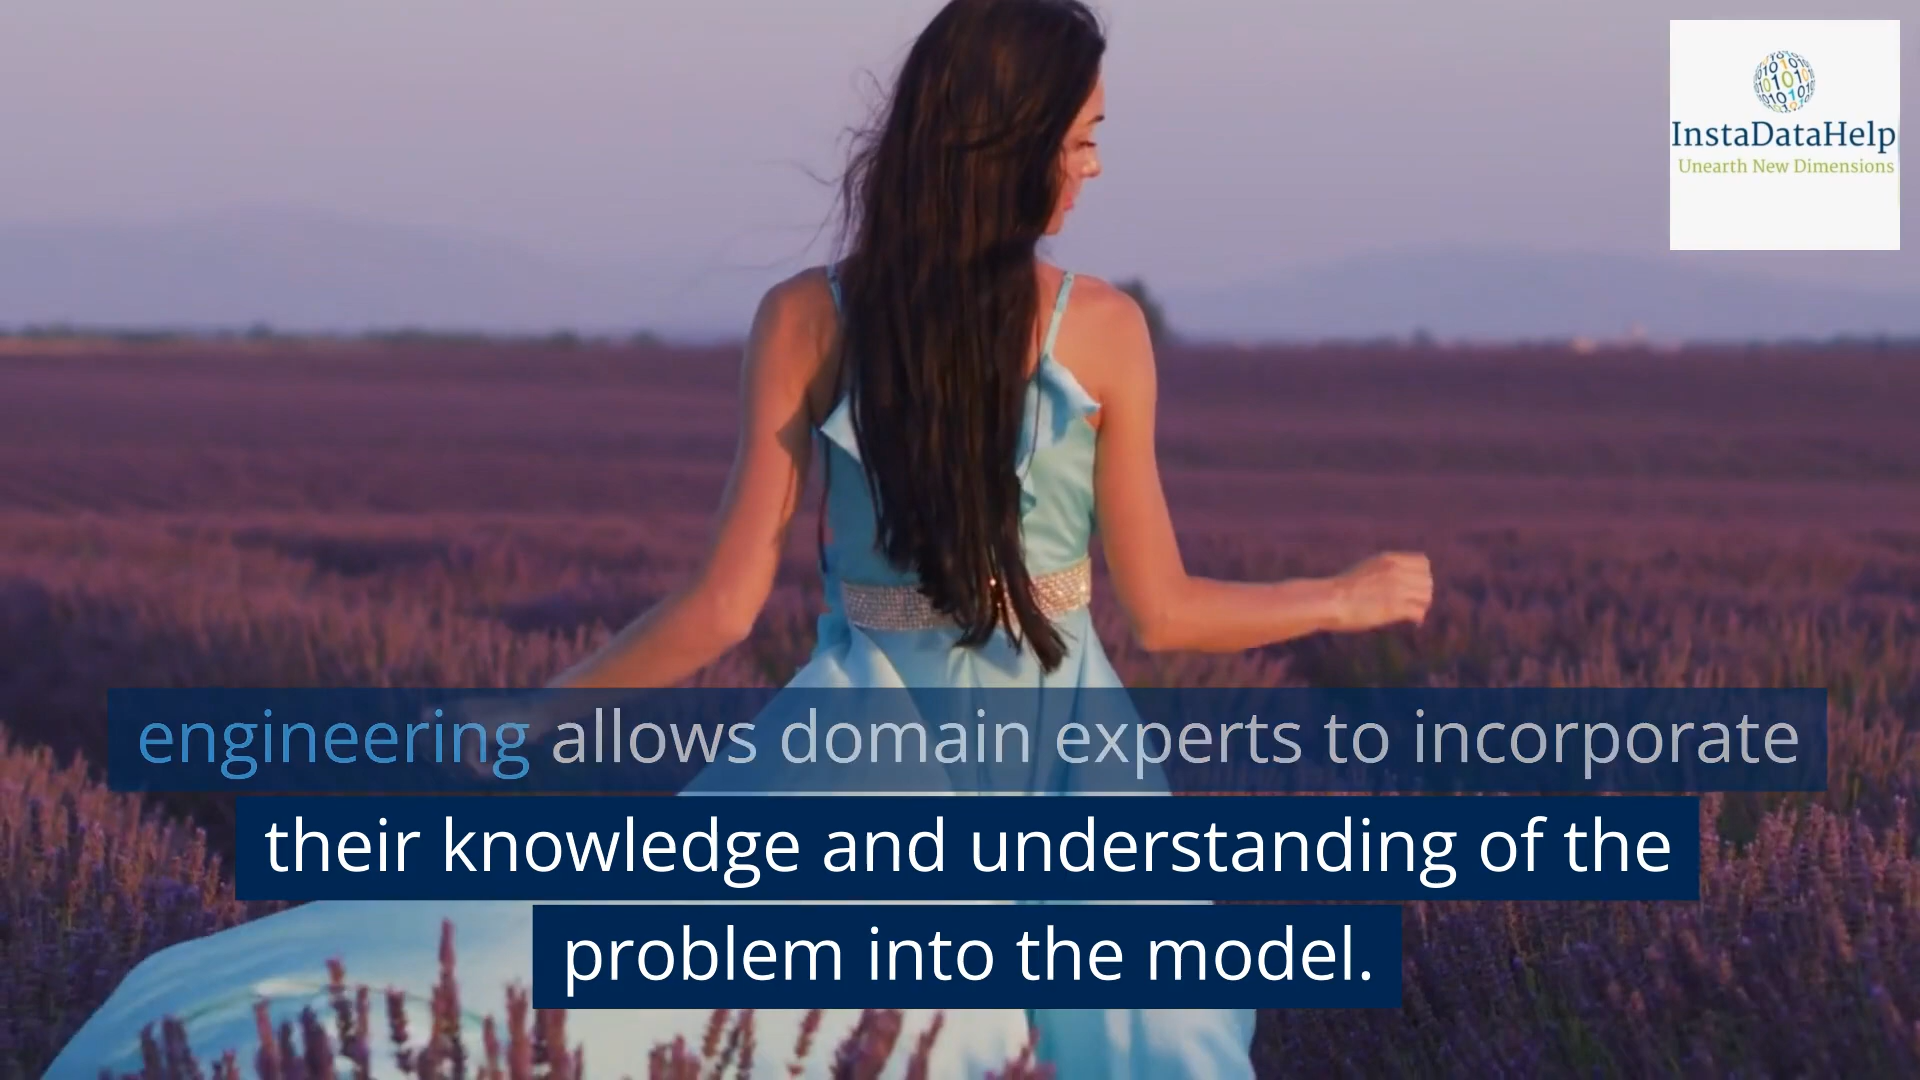 InstaDataHelp
Unearth New Dimensions
engineering allows domain experts to incorporate
their knowledge and understanding of the
problem into the model.